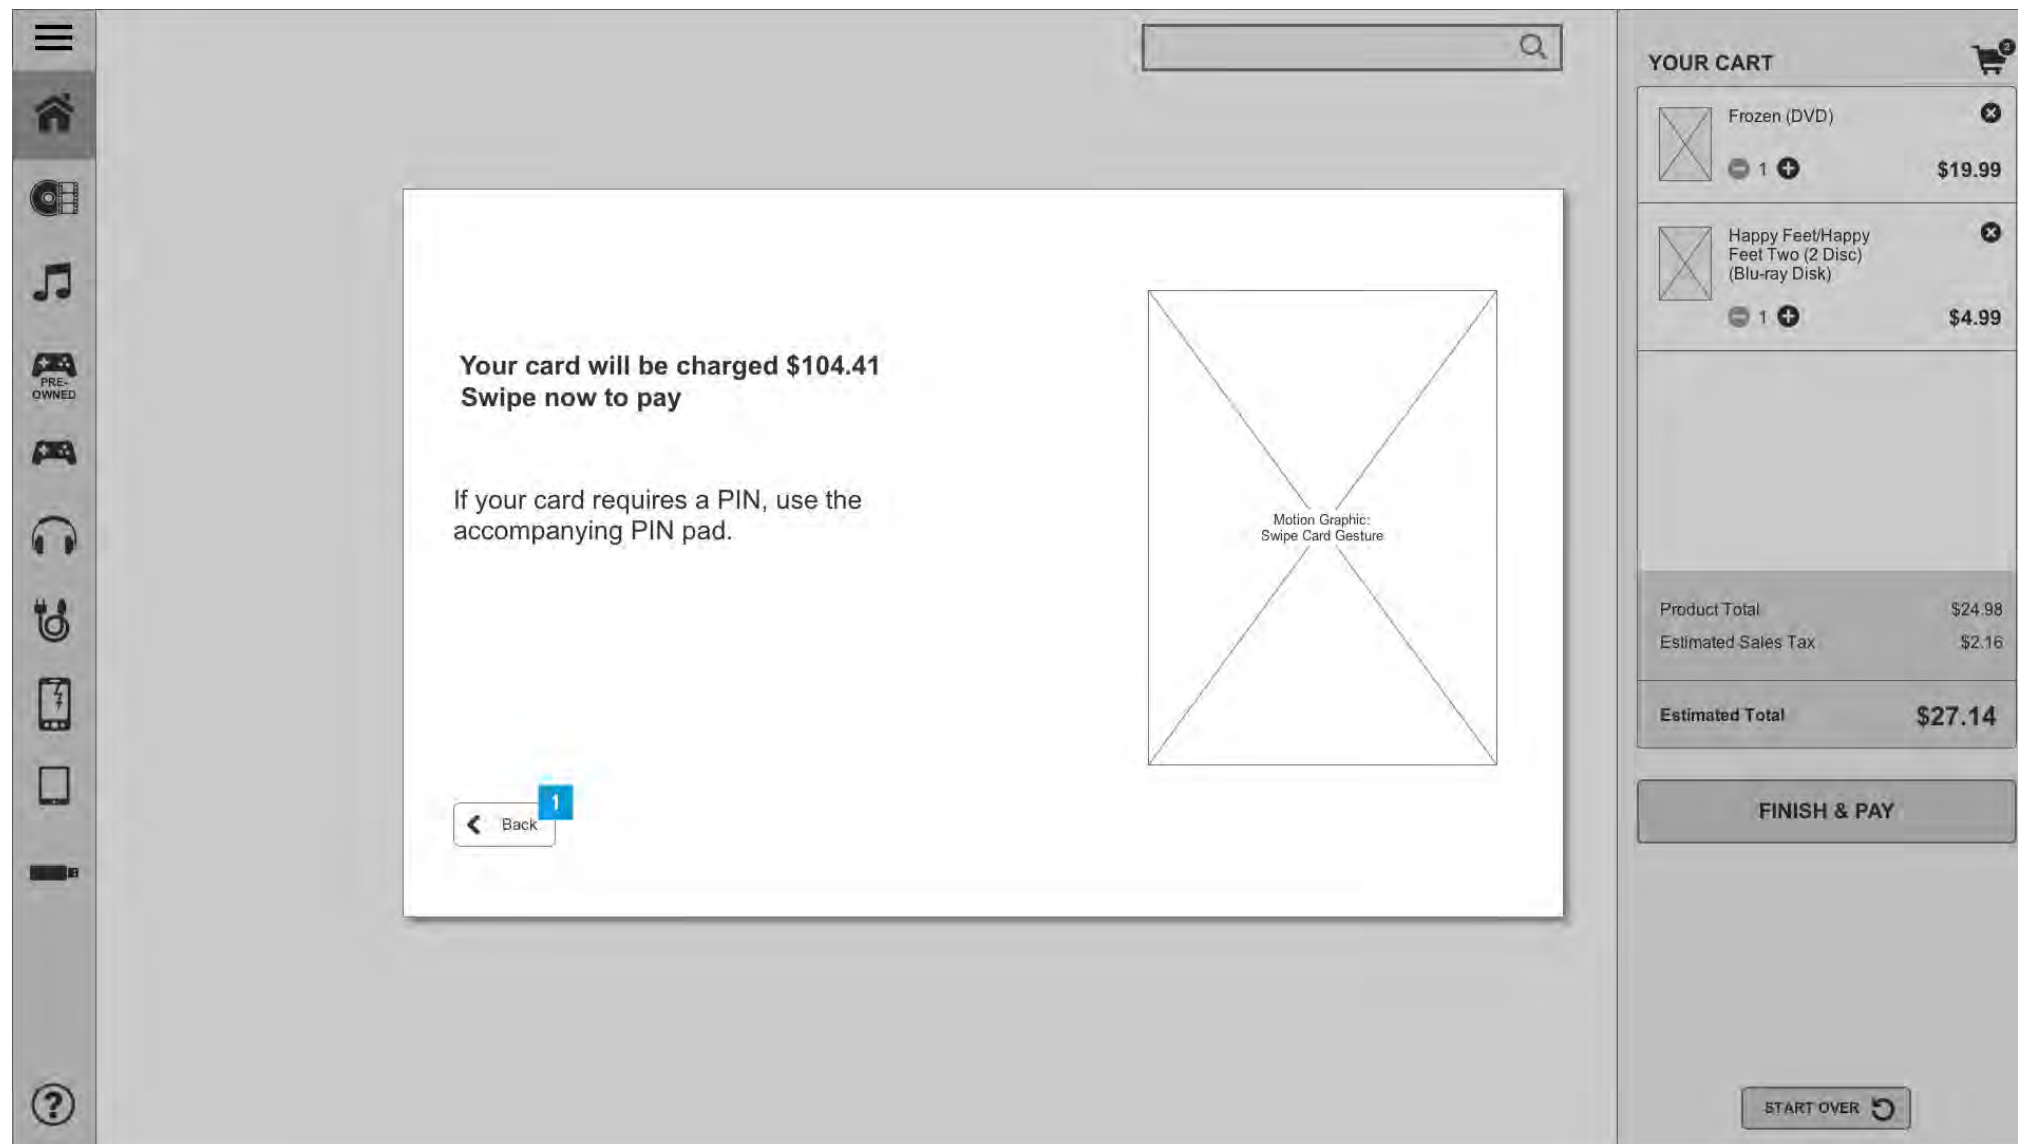 PRE-
OWNED
Your card will be charged $104.41
Swipe now to pay
If your card requires a PIN, use the
accompanying PIN pad.
Motion Graphic:
Swipe Card Gesture
1
Back
YOUR CART
2
Frozen (DVD)
1
$19.99
Happy Feet/Happy
Feet Two (2 Disc)
(Blu-ray Disk)
1
$4.99
Product Total $24.98
Estimated Sales Tax $2.16
Estimated Total $27.14
FINISH & PAY
START OVER
?